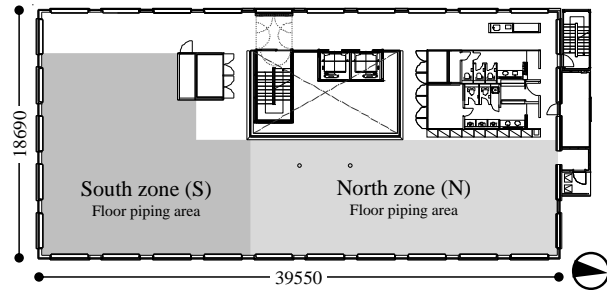 18690
South zone (S)
Floor piping area
North zone (N)
Floor piping area
39550